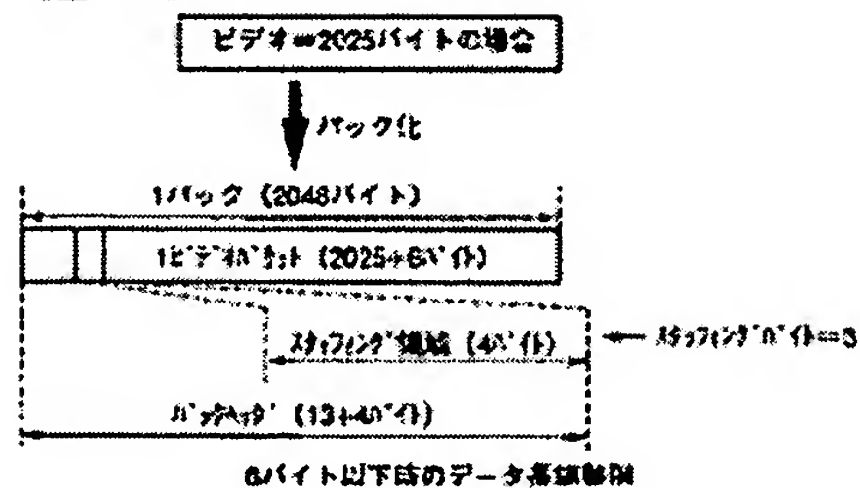 ビデオ=2025バイトの場合
パック化
1パック (2048バイト)
1ビデオパケット (2025+6バイト)
スタッフィング領域 (4バイト)
スタッフィングバイト=3
パックヘッダ (13+4バイト)
6バイト以下時のデータ長調整例